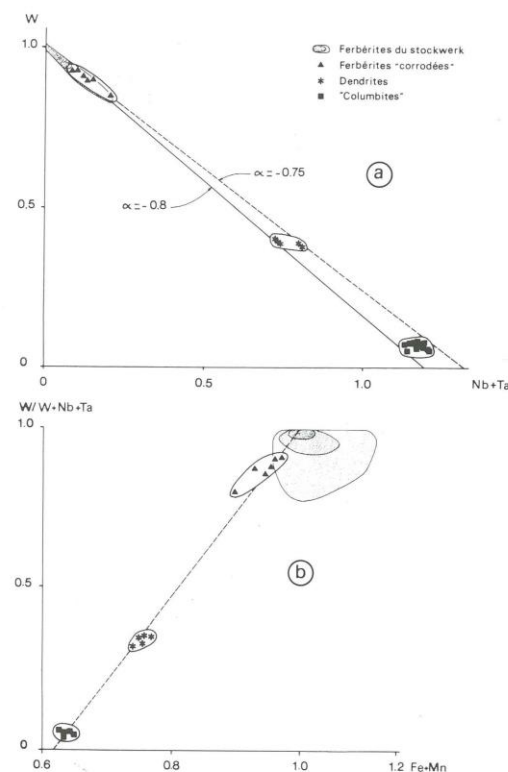 W
1.0
Ferbérites du stockwerk
Ferbérites "corrodées"
Dendrites
"Columbites"
a
α = -0.75
α = -0.8
0.5
0
0
0.5
1.0
Nb+Ta
W/W+Nb+Ta
1.0
b
0.5
0
0.6
0.8
1.0
1.2
Fe+Mn